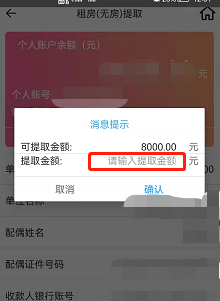 租房(无房)提取
个人账户余额（元）
个人账号
消息提示
可提取金额: 8000.00 元
提取金额: 请输入提取金额 元
取消 确认
单位名称
配偶姓名
配偶证件号码
收款人银行账号